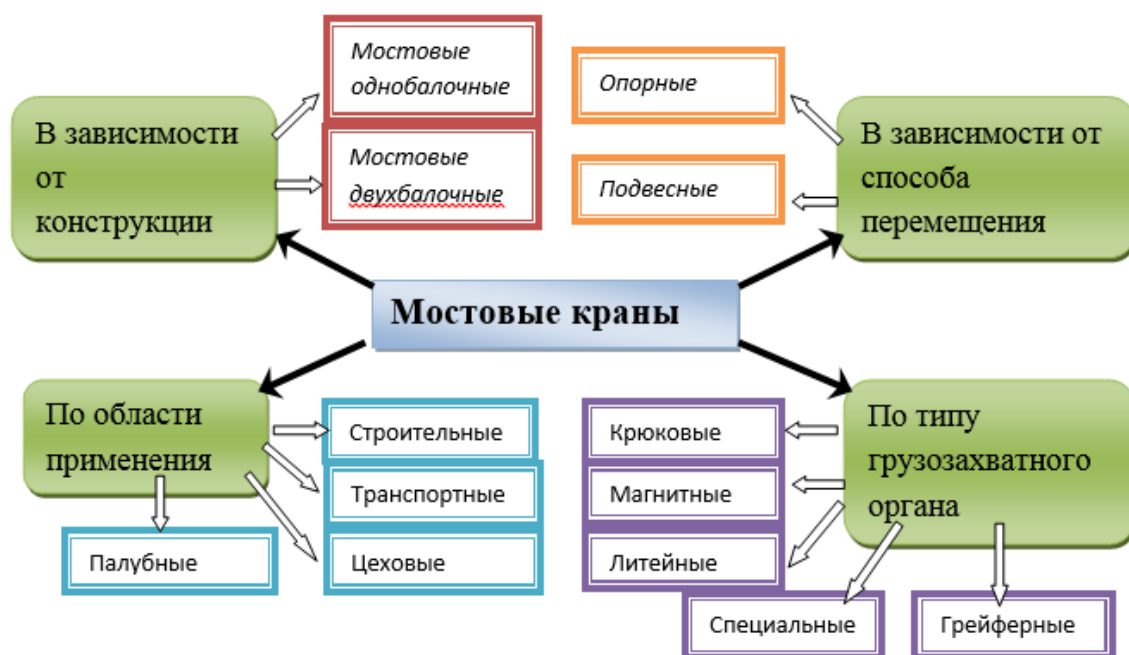 Мостовые
однобалочные
Опорные
В зависимости
от
конструкции
В зависимости от
способа
перемещения
Мостовые
двухбалочные
Подвесные
Мостовые краны
По области
применения
Строительные
Крюковые
По типу
грузозахватного
органа
Транспортные
Магнитные
Палубные
Цеховые
Литейные
Специальные
Грейферные